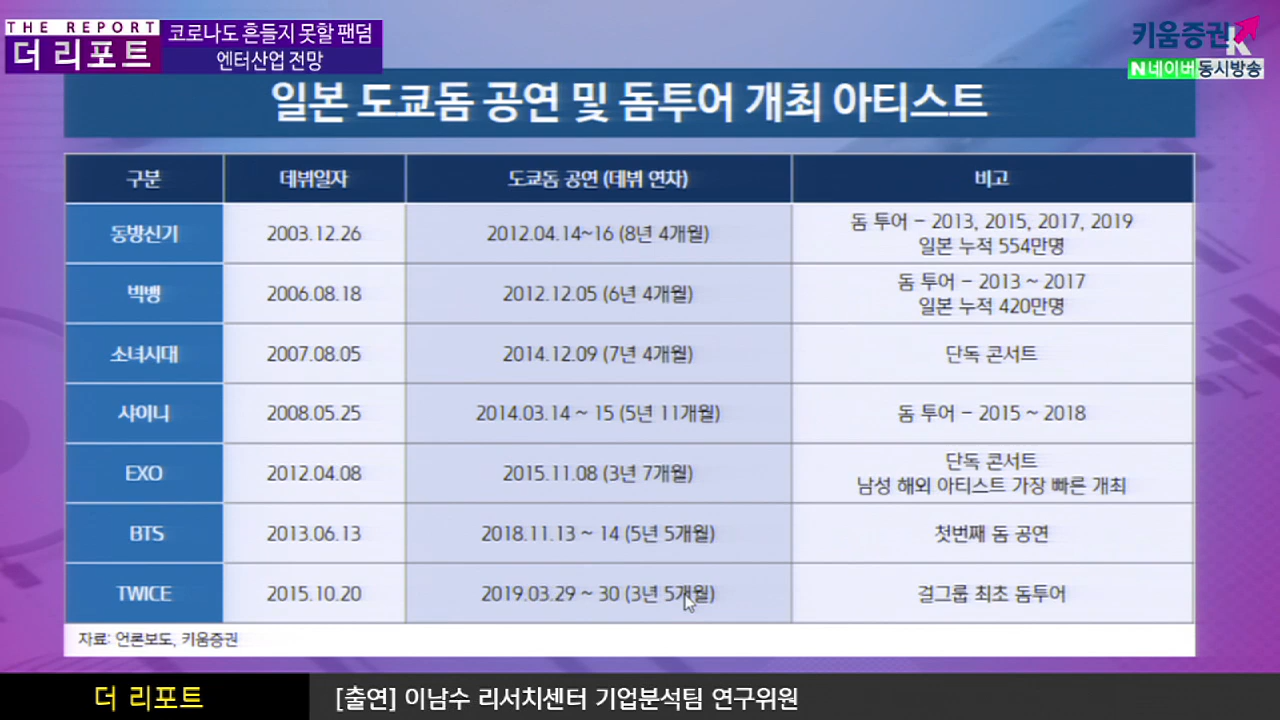 THE REPORT
더 리포트
코로나도 흔들지 못할 팬덤
엔터산업 전망
키움증권
N 네이버 동시방송
일본 도쿄돔 공연 및 돔투어 개최 아티스트
구분 데뷔일자 도쿄돔 공연 (데뷔 연차) 비고
동방신기 2003.12.26 2012.04.14~16 (8년 4개월) 돔 투어 - 2013, 2015, 2017, 2019
일본 누적 554만명
빅뱅 2006.08.18 2012.12.05 (6년 4개월) 돔 투어 - 2013 ~ 2017
일본 누적 420만명
소녀시대 2007.08.05 2014.12.09 (7년 4개월) 단독 콘서트
샤이니 2008.05.25 2014.03.14 ~ 15 (5년 11개월) 돔 투어 - 2015 ~ 2018
EXO 2012.04.08 2015.11.08 (3년 7개월) 단독 콘서트
남성 해외 아티스트 가장 빠른 개최
BTS 2013.06.13 2018.11.13 ~ 14 (5년 5개월) 첫번째 돔 공연
TWICE 2015.10.20 2019.03.29 ~ 30 (3년 5개월) 걸그룹 최초 돔투어
자료: 언론보도, 키움증권
더 리포트
[출연] 이남수 리서치센터 기업분석팀 연구위원